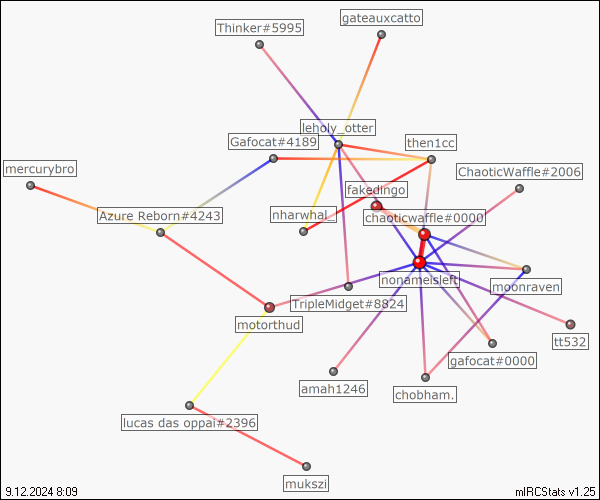 gateauxcatto
Thinker#5995
leholy_otter
Gafocat#4189
then1cc
mercurybro
ChaoticWaffle#2006
fakedingo
Azure Reborn#4243
nharwhal_
chaoticwaffle#0000
nonameisleft
moonraven
TripleMidget#8824
motorthud
tt532
gafocat#0000
amah1246
chobham.
lucas das oppai#2396
mukszi
9.12.2024 8:09
mIRCStats v1.25